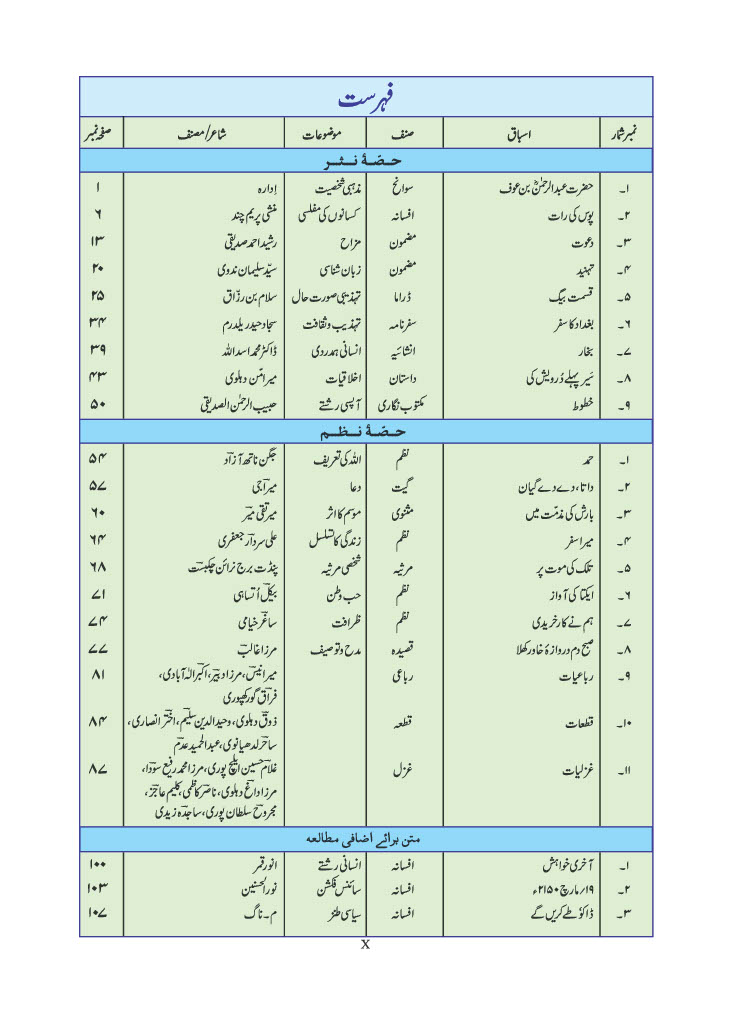 فہرست
نمبر شمار اسباق صنف موضوعات شاعر/مصنف صفحہ نمبر
حصّۂ نثر
۱۔ حضرت عبدالرحمٰنؓ بن عوف سوانح مذہبی شخصیت اِدارہ ۱
۲۔ پوس کی رات افسانہ کسانوں کی مفلسی منشی پریم چند ۶
۳۔ دعوت مضمون مزاح رشید احمد صدیقی ۱۳
۴۔ تہنید مضمون زبان شناسی سیّد سلیمان ندوی ۲۰
۵۔ قسمت بیگ ڈراما تہذیبی صورت حال سلام بن رزّاق ۲۵
۶۔ بغداد کا سفر سفرنامہ تہذیب و ثقافت سجاد حیدر یلدرم ۳۴
۷۔ بخار انشائیہ انسانی ہمدردی ڈاکٹر محمد اسد اللہ ۳۹
۸۔ سَیر پہلے دُرویش کی داستان اخلاقیات میر امّن دہلوی ۴۳
۹۔ خطوط مکتوب نگاری آپسی رشتے حبیب الرحمٰن الصدیقی ۵۰
حصّۂ نظم
۱۔ حمد نظم اللہ کی تعریف جگن ناتھ آزاؔد ۵۴
۲۔ داتا، دے دے گیان گیت دعا میراجی ۵۷
۳۔ بارش کی مذمّت میں مثنوی موسم کا اثر میر تقی میرؔ ۶۰
۴۔ میرا سفر نظم زندگی کا تسلسل علی سردارؔ جعفری ۶۴
۵۔ تلک کی موت پر مرثیہ شخصی مرثیہ پنڈت برج نرائن چکبستؔ ۶۸
۶۔ ایکتا کی آواز نظم حب وطن بیکلؔ اُتساہی ۷۱
۷۔ ہم نے کار خریدی نظم ظرافت ساغرؔ خیامی ۷۴
۸۔ صبح دم دروازۂ خاور کھلا قصیدہ مدح و توصیف مرزا غالبؔ ۷۷
۹۔ رباعیات رباعی میر انیسؔ، مرزا دبیرؔ، اکبرؔ الہٰ آبادی، ۸۱
فراقؔ گورکھپوری
۱۰۔ قطعات قطعہ ذوقؔ دہلوی، وحید الدین سلیمؔ، اخترؔ انصاری، ۸۴
ساحرؔ لدھیانوی، عبدالحمید عدمؔ
۱۱۔ غزلیات غزل غلام حسین ایلچ پوری، مرزا محمد رفیع سوداؔ، ۸۷
مرزا داغؔ دہلوی، ناصرؔ کاظمی، کلیم عاجزؔ،
مجروحؔ سلطان پوری، ساجدہ زیدی
متن برائے اضافی مطالعہ
۱۔ آخری خواہش افسانہ انسانی رشتے انور قمر ۱۰۰
۲۔ ۱۹؍مارچ ۲۱۵۰ء افسانہ سائنس فکشن نور الحسنین ۱۰۳
۳۔ ڈاکو طے کریں گے افسانہ سیاسی طنز م۔ ناگ ۱۰۷
X